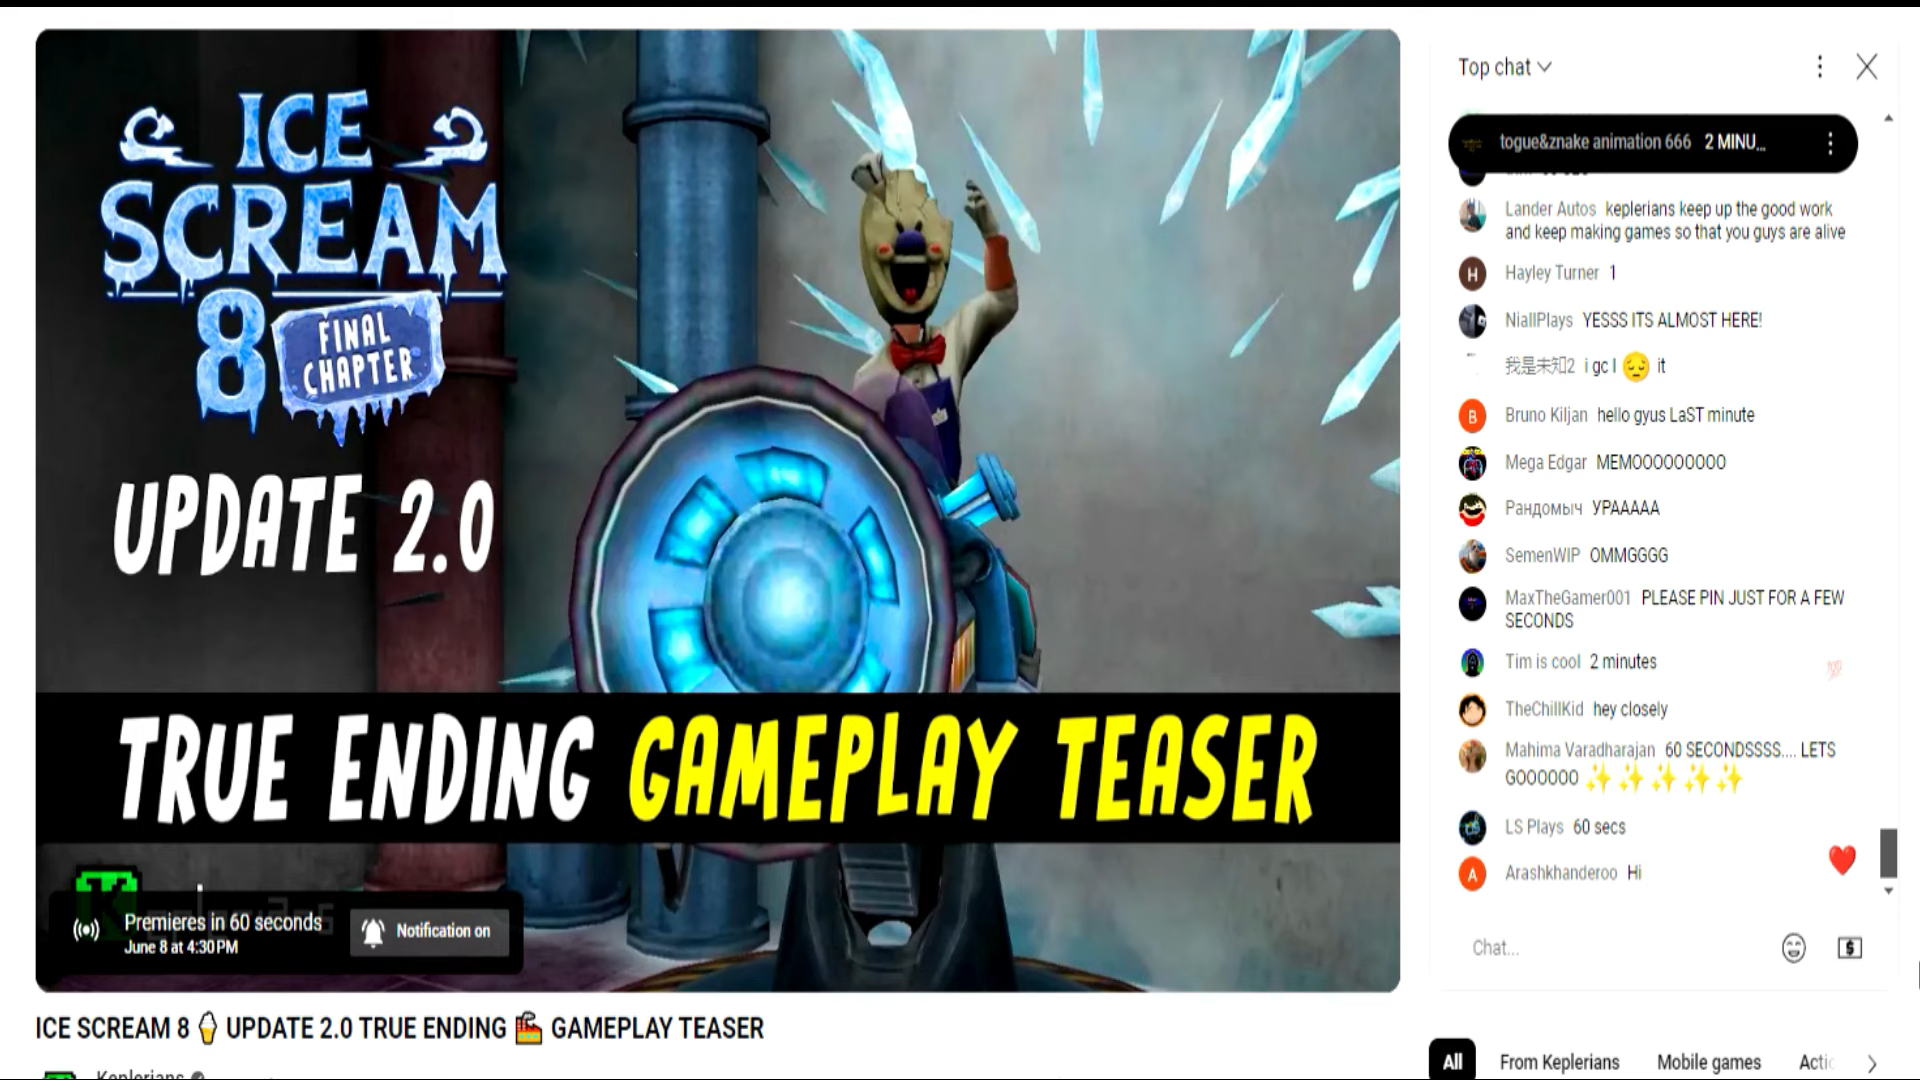 ICE
SCREAM
8 FINAL
CHAPTER
UPDATE 2.0
TRUE ENDING GAMEPLAY TEASER
Premieres in 60 seconds
June 8 at 4:30 PM
Notification on
ICE SCREAM 8 🍦 UPDATE 2.0 TRUE ENDING 🏭 GAMEPLAY TEASER
Keplerians
Top chat
togue&znake animation 666 2 MINU...
Lander Autos keplerians keep up the good work
and keep making games so that you guys are alive
H Hayley Turner 1
NiallPlays YESSS ITS ALMOST HERE!
我是未知2 i gc l 😔 it
B Bruno Kiljan hello gyus LaST minute
Mega Edgar MEMOOOOOOOOO
Рандомыч УРААААА
SemenWIP OMMGGGG
MaxTheGamer001 PLEASE PIN JUST FOR A FEW
SECONDS
Tim is cool 2 minutes
TheChillKid hey closely
Mahima Varadharajan 60 SECONDSSSS.... LETS
GOOOOOO ✨ ✨ ✨ ✨ ✨
LS Plays 60 secs
A Arashkhanderoo Hi
Chat...
All From Keplerians Mobile games